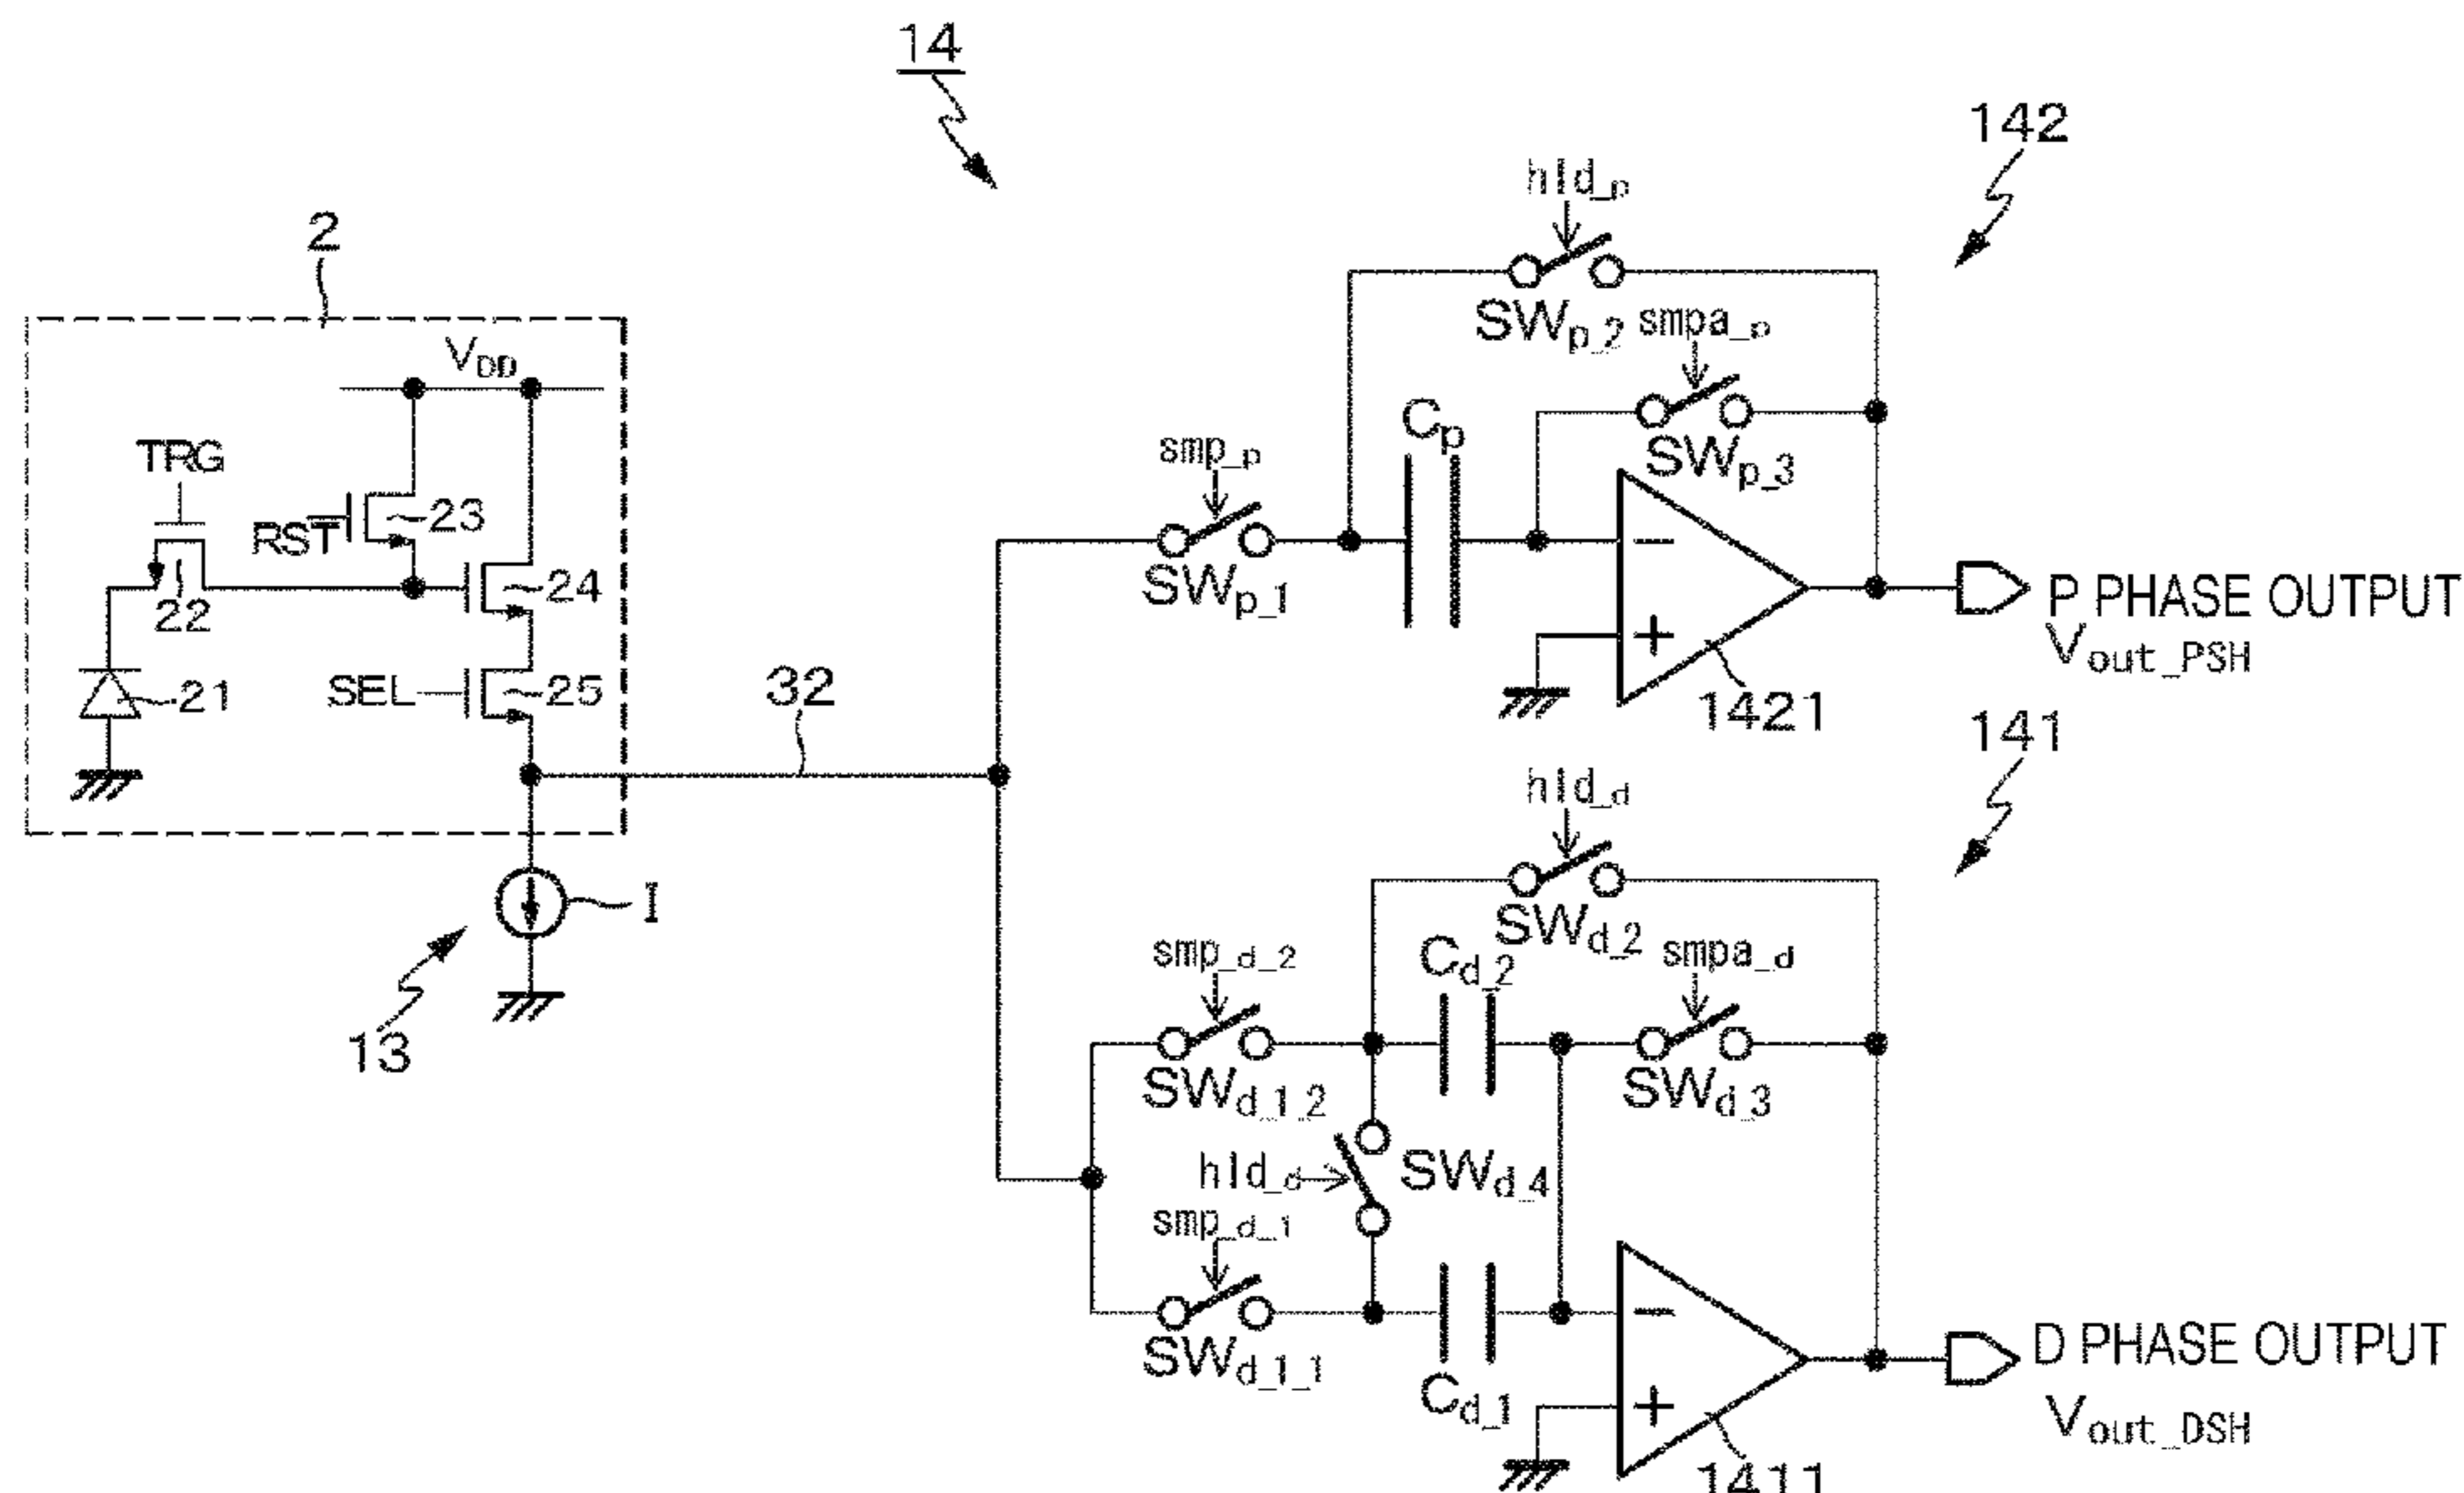 14
142
hld_p
2
SWp_2
smpa_p
VDD
Cp
TRG
smp_p
SWp_3
RST
23
SWp_1
24
22
P PHASE OUTPUT
Vout_PSH
SEL
25
21
32
1421
141
hld_d
I
SWd_2
smp_d_2
Cd_2
smpa_d
13
SWd_1_2
SWd_3
hld_d
SWd_4
smp_d_1
SWd_1_1
Cd_1
D PHASE OUTPUT
Vout_DSH
1411